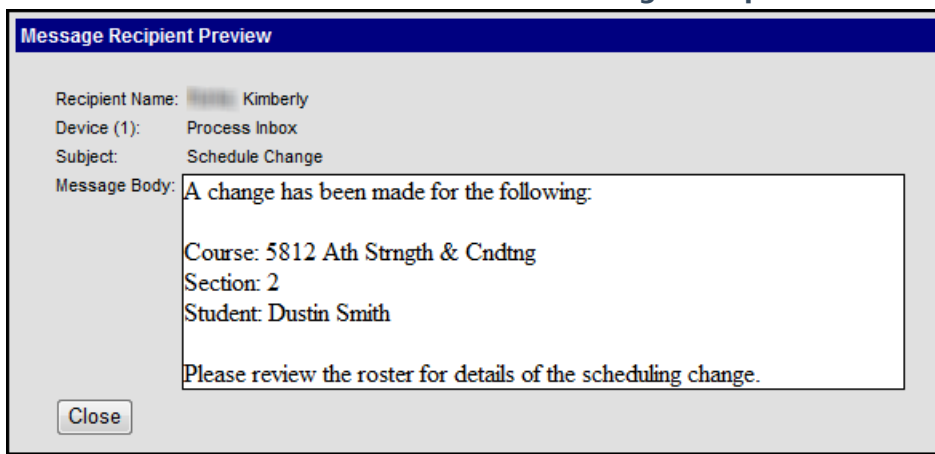 Message Recipient Preview
Recipient Name: Kimberly
Device (1): Process Inbox
Subject: Schedule Change
Message Body: A change has been made for the following:
Course: 5812 Ath Strngth & Cndtng
Section: 2
Student: Dustin Smith
Please review the roster for details of the scheduling change.
Close